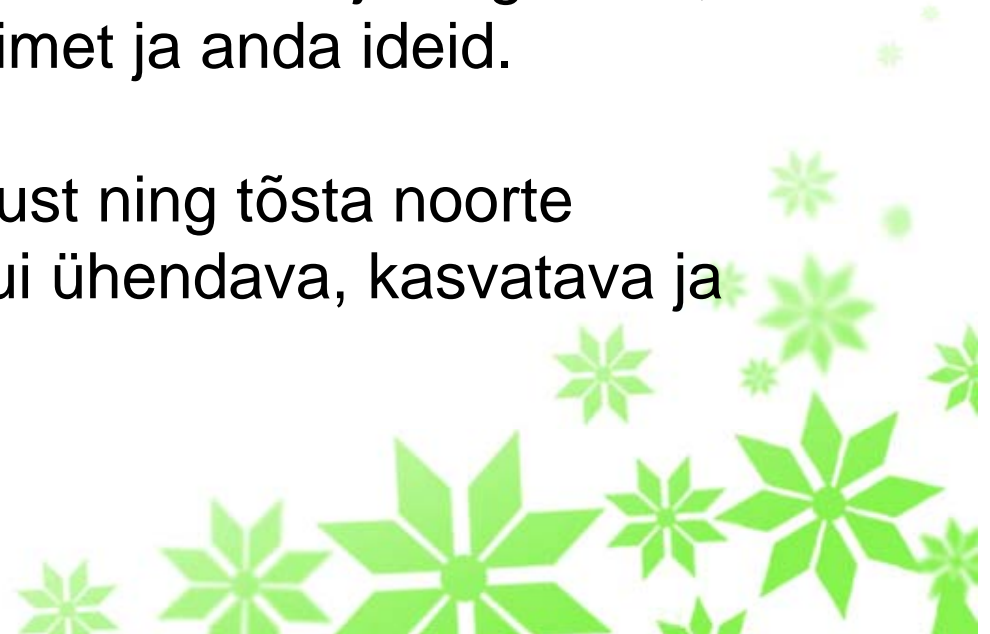 imet ja anda ideid.
ust ning tõsta noorte
ui ühendava, kasvatava ja